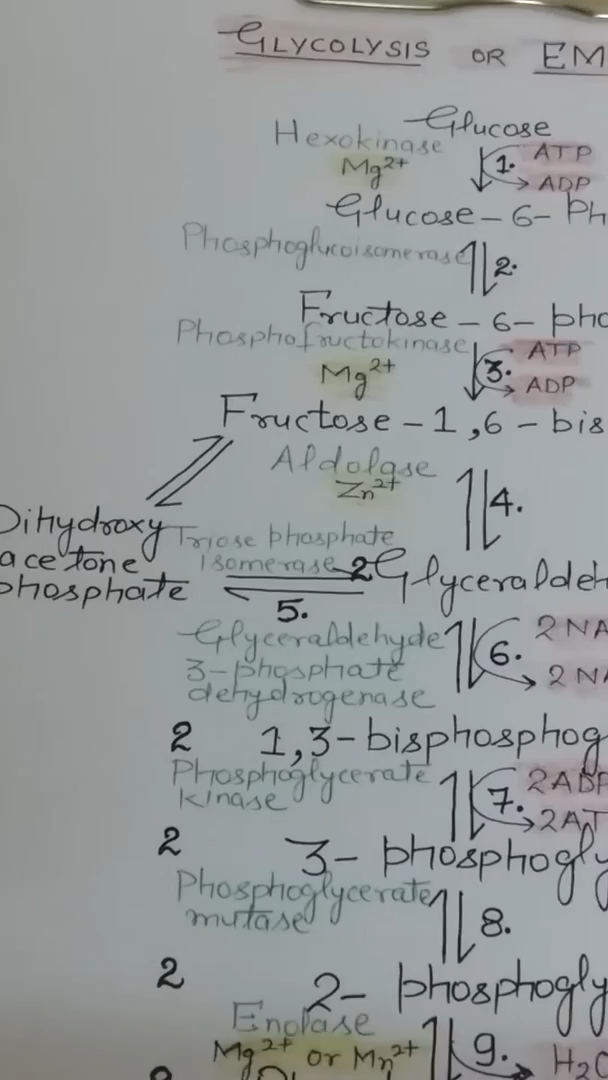 GLYCOLYSIS OR EM
Glucose
Hexokinase
Mg2+
1. ATP
ADP
Glucose - 6- Ph
Phosphoglucoisomerase 2.
Fructose - 6- pho
Phosphofructokinase
Mg2+
3. ATP
ADP
Fructose - 1,6 - bis
Aldolase
Zn2+
4.
Dihydroxy
acetone
phosphate
Triose phosphate
isomerase
5.
2 Glyceraldeh
Glyceraldehyde
3-phosphate
dehydrogenase
6. 2 NA
2 NA
2 1,3-bisphosphog
Phosphoglycerate
kinase
7. 2ADP
2AT
2 3- phosphogly
Phosphoglycerate
mutase
8.
2 2- phosphogly
Enolase
Mg2+ or Mn2+
9. H2O